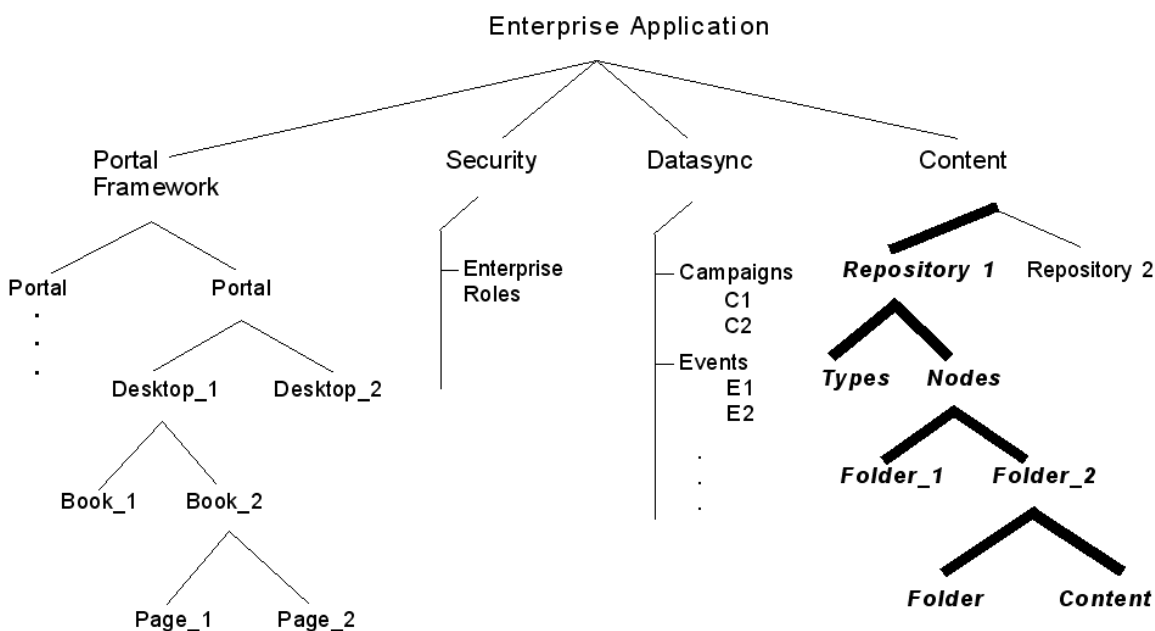 Enterprise Application
Portal Framework
Security
Datasync
Content
Portal
Portal
Enterprise
Roles
Campaigns
C1
C2
Events
E1
E2
Repository 1
Repository 2
Desktop_1
Desktop_2
Types
Nodes
Book_1
Book_2
Folder_1
Folder_2
Page_1
Page_2
Folder
Content